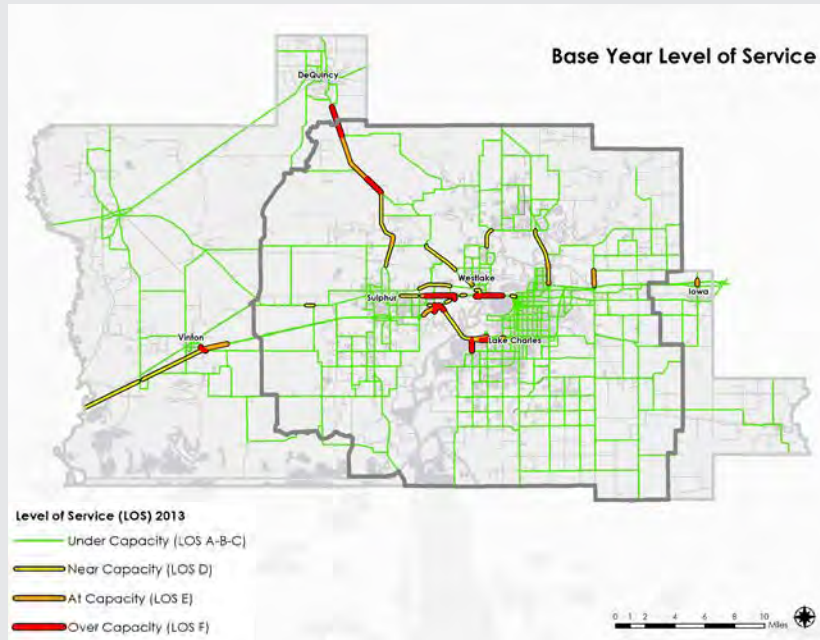 Base Year Level of Service
DeQuincy
Westlake
Iowa
Sulphur
Vinton
Lake Charles
Level of Service (LOS) 2013
Under Capacity (LOS A-B-C)
Near Capacity (LOS D)
At Capacity (LOS E)
Over Capacity (LOS F)
0 1 2 4 6 8 10
Miles